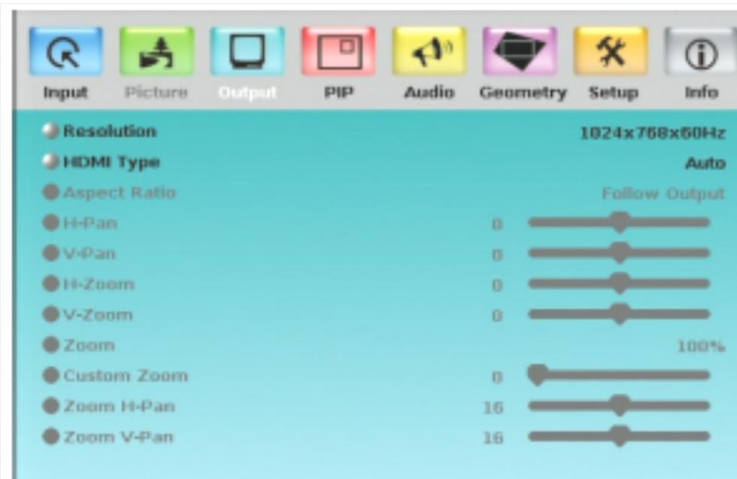 Input Picture Output PIP Audio Geometry Setup Info
Resolution 1024x768x60Hz
HDMI Type Auto
Aspect Ratio Follow Output
H-Pan 0
V-Pan 0
H-Zoom 0
V-Zoom 0
Zoom 100%
Custom Zoom 0
Zoom H-Pan 16
Zoom V-Pan 16